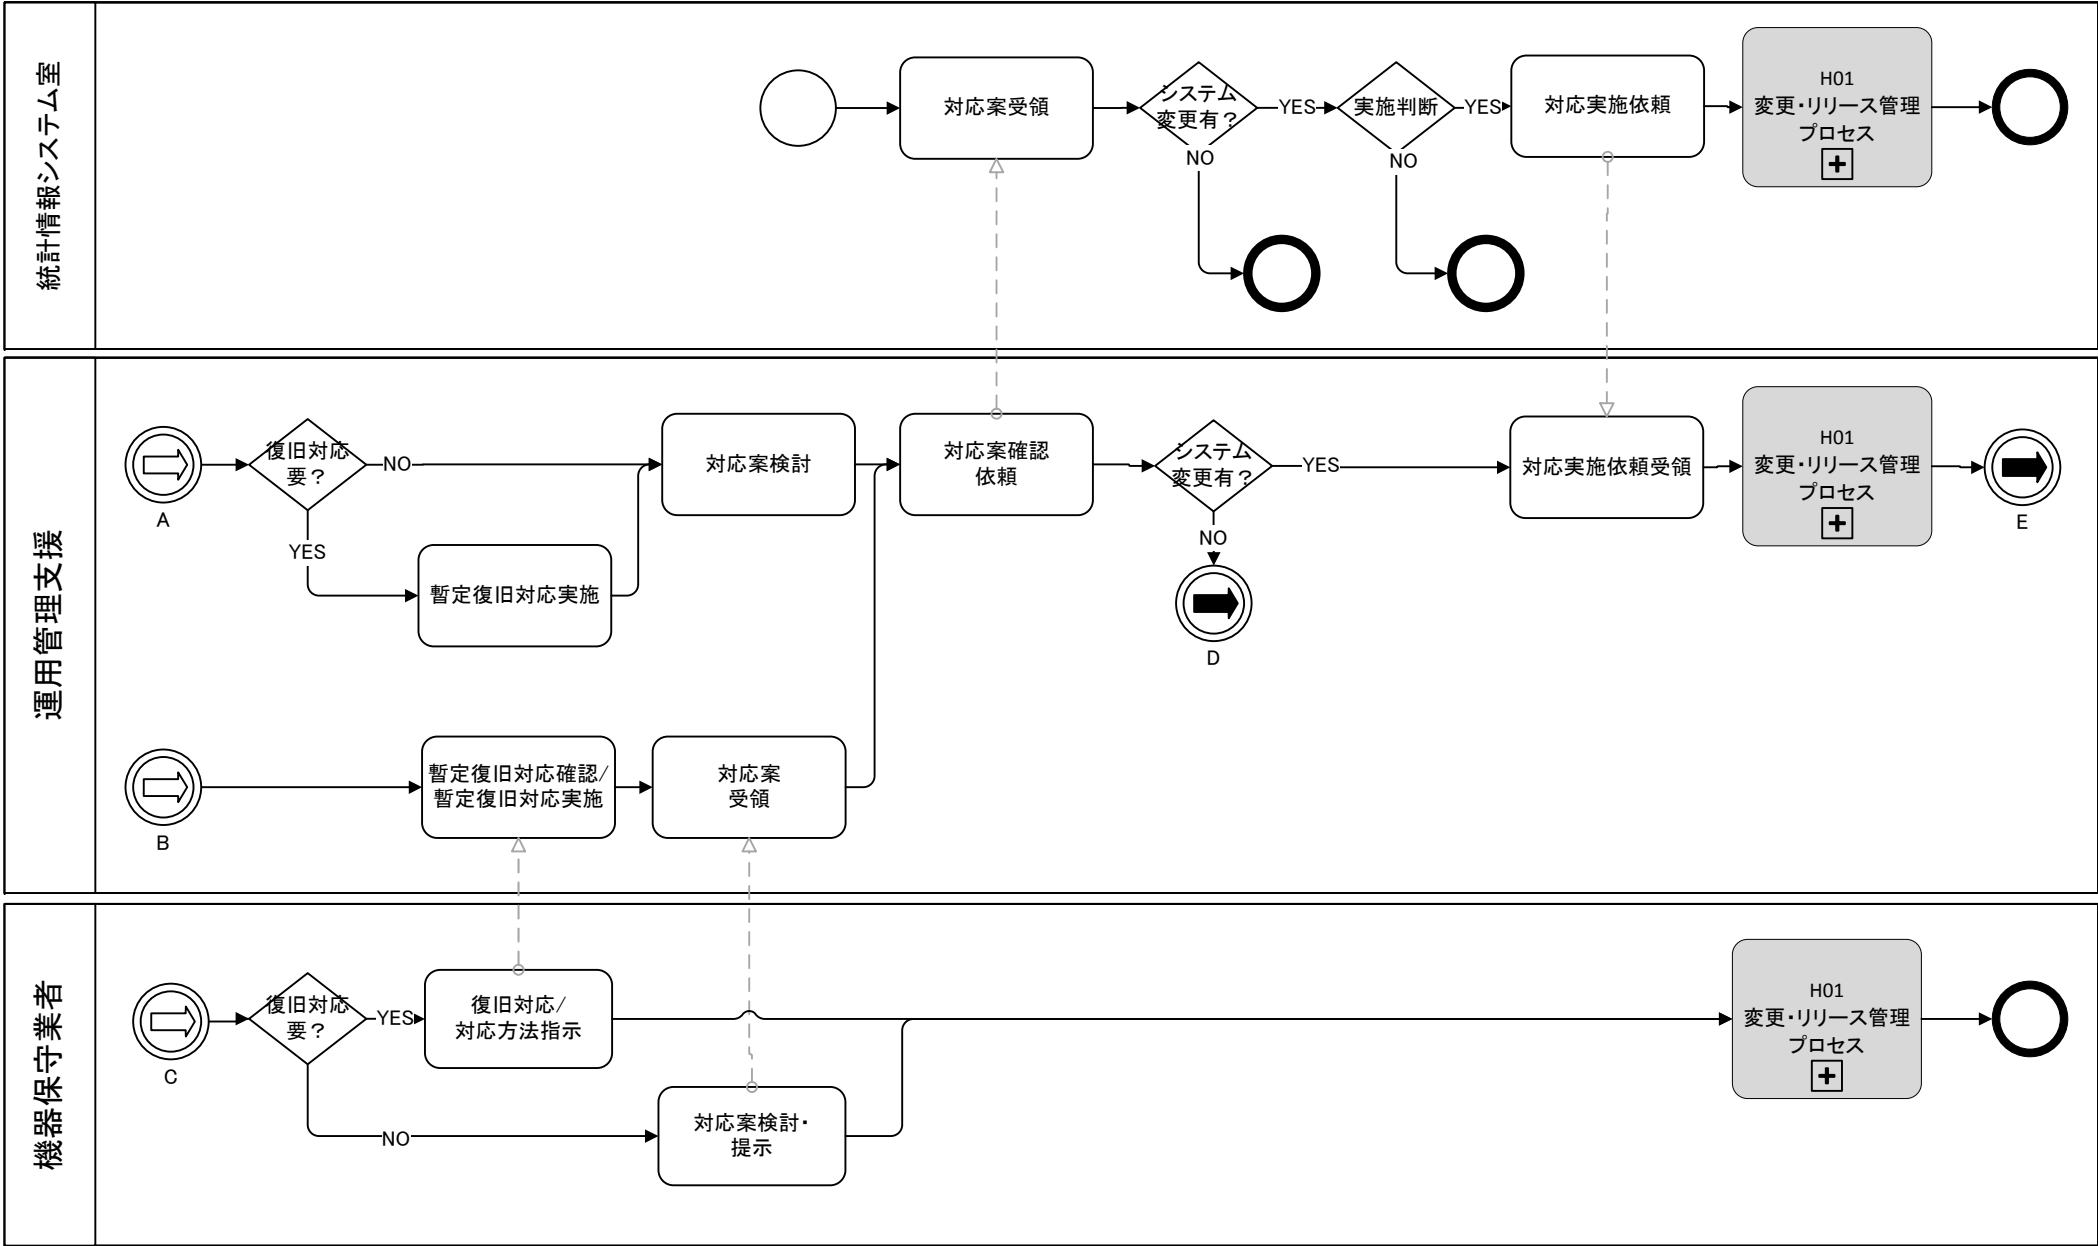 統計情報システム室
対応案受領
システム
変更有？
YES
実施判断
YES
対応実施依頼
H01
変更・リリース管理
プロセス
NO
NO
運用管理支援
A
復旧対応
要？
NO
YES
暫定復旧対応実施
対応案検討
対応案確認
依頼
システム
変更有？
YES
NO
D
対応実施依頼受領
H01
変更・リリース管理
プロセス
E
B
暫定復旧対応確認/
暫定復旧対応実施
対応案
受領
機器保守業者
C
復旧対応
要？
YES
NO
復旧対応/
対応方法指示
対応案検討・
提示
H01
変更・リリース管理
プロセス